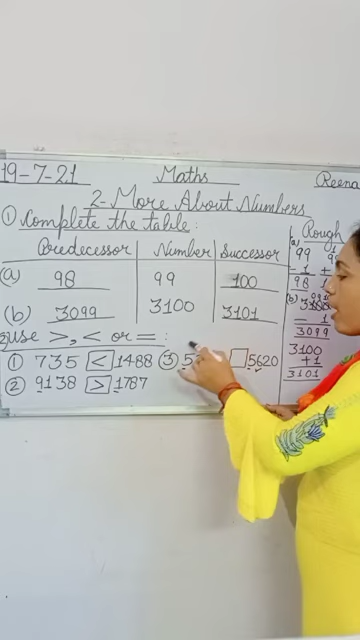 19-7-21 Maths Reena
2-More About Numbers
① Complete the table: Rough
Predecessor Number Successor
(a) 98 99 100
(b) 3099 3100 3101
use >, < or = :
① 735 < 1488 ③ 5 □ 5620
② 9138 > 1787
(a)
99
- 1 +
98
(b)
- 1
3099
3100
+1
3101